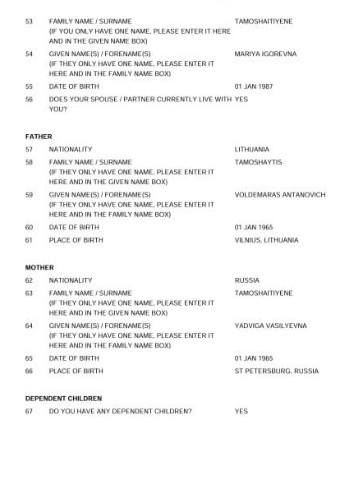 53 FAMILY NAME / SURNAME TAMOSHAITIYENE
(IF YOU ONLY HAVE ONE NAME, PLEASE ENTER IT HERE
AND IN THE GIVEN NAME BOX)
54 GIVEN NAME(S) / FORENAME(S) MARIYA IGOREVNA
(IF THEY ONLY HAVE ONE NAME, PLEASE ENTER IT
HERE AND IN THE FAMILY NAME BOX)
55 DATE OF BIRTH 01 JAN 1987
56 DOES YOUR SPOUSE / PARTNER CURRENTLY LIVE WITH YES
YOU?
FATHER
57 NATIONALITY LITHUANIA
58 FAMILY NAME / SURNAME TAMOSHAYTIS
(IF THEY ONLY HAVE ONE NAME, PLEASE ENTER IT
HERE AND IN THE GIVEN NAME BOX)
59 GIVEN NAME(S) / FORENAME(S) VOLDEMARAS ANTANOVICH
(IF THEY ONLY HAVE ONE NAME, PLEASE ENTER IT
HERE AND IN THE FAMILY NAME BOX)
60 DATE OF BIRTH 01 JAN 1965
61 PLACE OF BIRTH VILNIUS, LITHUANIA
MOTHER
62 NATIONALITY RUSSIA
63 FAMILY NAME / SURNAME TAMOSHAITIYENE
(IF THEY ONLY HAVE ONE NAME, PLEASE ENTER IT
HERE AND IN THE GIVEN NAME BOX)
64 GIVEN NAME(S) / FORENAME(S) YADVIGA VASILYEVNA
(IF THEY ONLY HAVE ONE NAME, PLEASE ENTER IT
HERE AND IN THE FAMILY NAME BOX)
65 DATE OF BIRTH 01 JAN 1965
66 PLACE OF BIRTH ST PETERSBURG, RUSSIA
DEPENDENT CHILDREN
67 DO YOU HAVE ANY DEPENDENT CHILDREN? YES